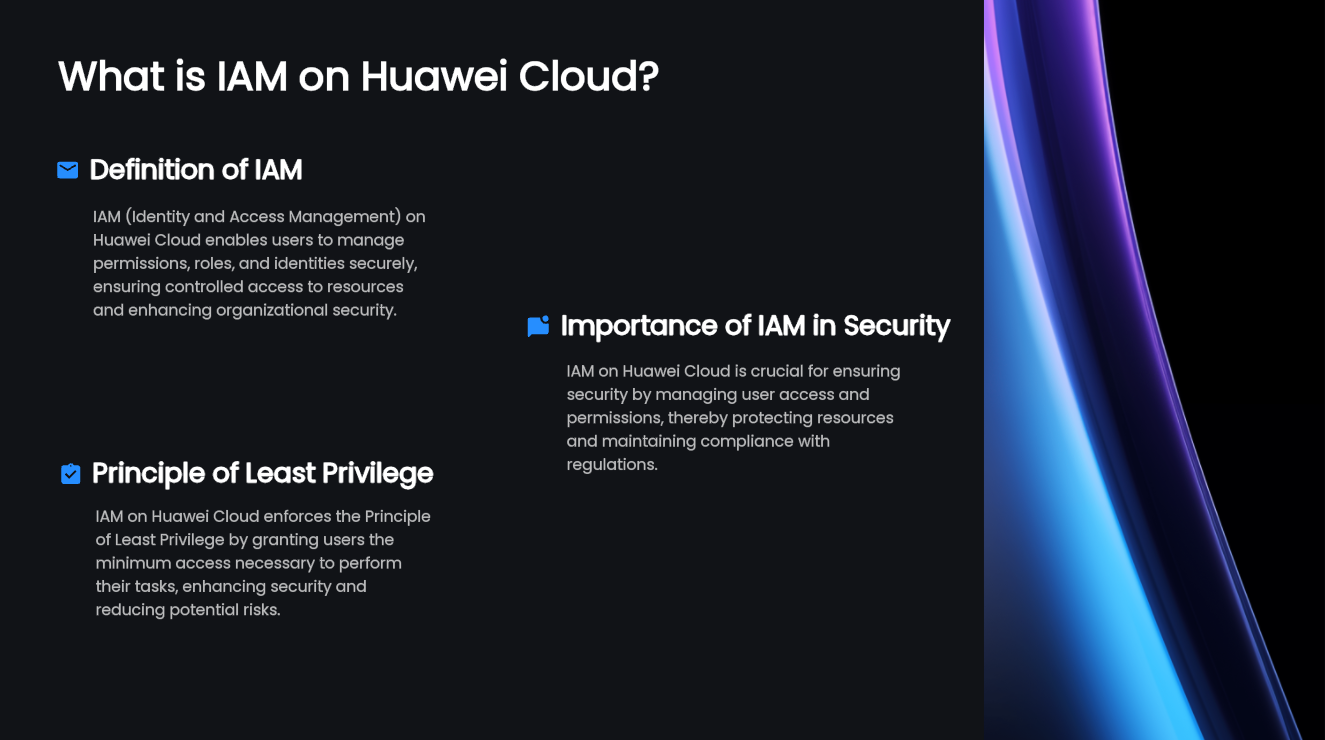 What is IAM on Huawei Cloud?
Definition of IAM
IAM (Identity and Access Management) on
Huawei Cloud enables users to manage
permissions, roles, and identities securely,
ensuring controlled access to resources
and enhancing organizational security.
Importance of IAM in Security
IAM on Huawei Cloud is crucial for ensuring
security by managing user access and
permissions, thereby protecting resources
and maintaining compliance with
regulations.
Principle of Least Privilege
IAM on Huawei Cloud enforces the Principle
of Least Privilege by granting users the
minimum access necessary to perform
their tasks, enhancing security and
reducing potential risks.